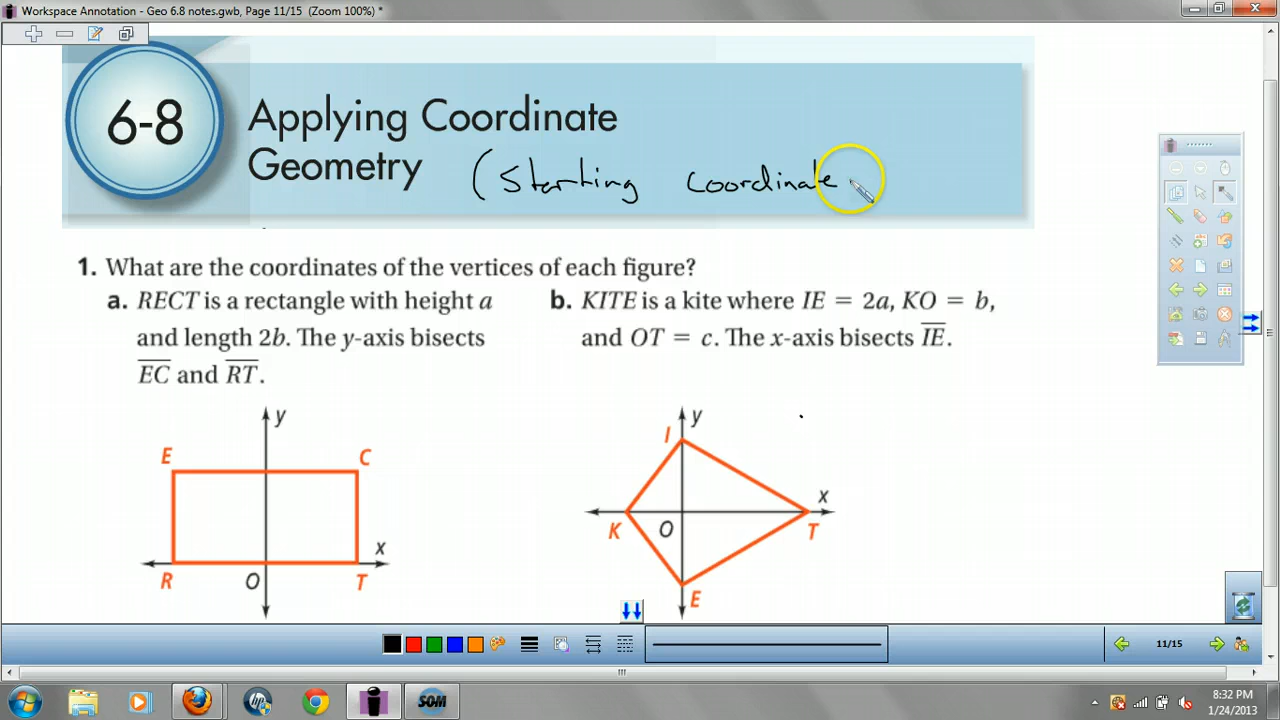 Workspace Annotation - Geo 6.8 notes.gwb, Page 11/15 (Zoom 100%) *
6-8
Applying Coordinate
Geometry (Starting coordinate
1. What are the coordinates of the vertices of each figure?
a. RECT is a rectangle with height a
and length 2b. The y-axis bisects
EC and RT.
b. KITE is a kite where IE = 2a, KO = b,
and OT = c. The x-axis bisects IE.
y
E
C
x
R
O
T
y
I
x
K
O
T
E
11/15
hp
SOM
8:32 PM
1/24/2013